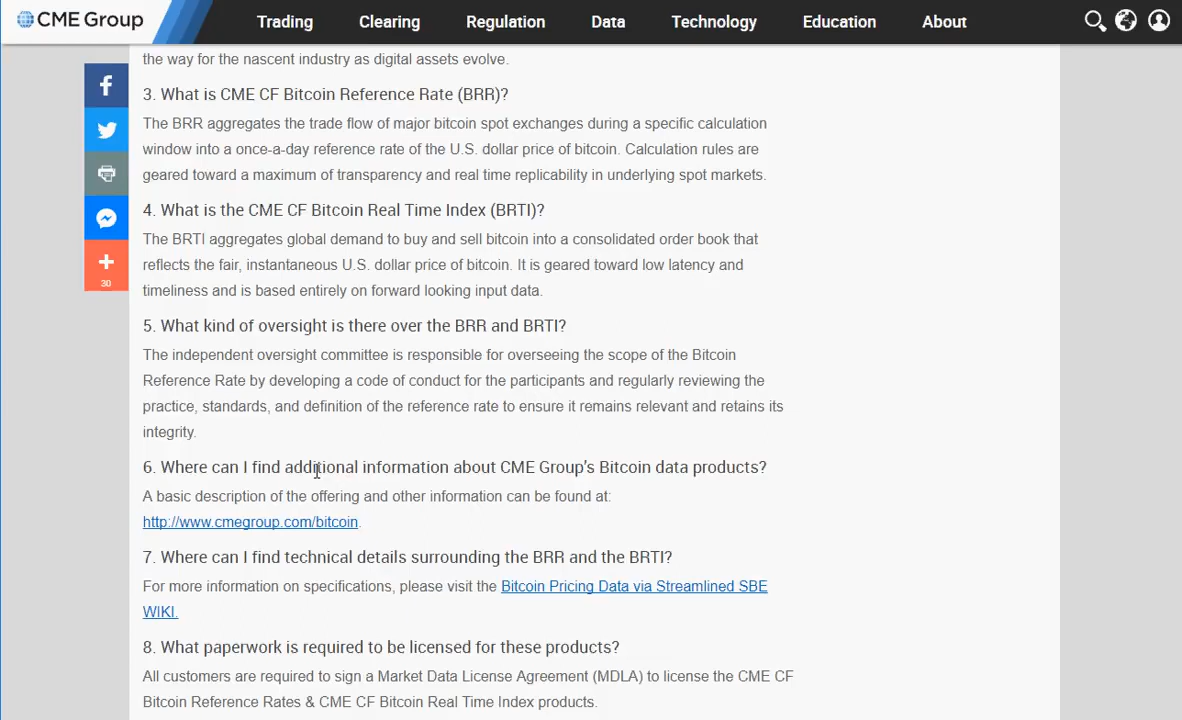 CME Group Trading Clearing Regulation Data Technology Education About
the way for the nascent industry as digital assets evolve.
3. What is CME CF Bitcoin Reference Rate (BRR)?
The BRR aggregates the trade flow of major bitcoin spot exchanges during a specific calculation
window into a once-a-day reference rate of the U.S. dollar price of bitcoin. Calculation rules are
geared toward a maximum of transparency and real time replicability in underlying spot markets.
4. What is the CME CF Bitcoin Real Time Index (BRTI)?
The BRTI aggregates global demand to buy and sell bitcoin into a consolidated order book that
reflects the fair, instantaneous U.S. dollar price of bitcoin. It is geared toward low latency and
timeliness and is based entirely on forward looking input data.
30
5. What kind of oversight is there over the BRR and BRTI?
The independent oversight committee is responsible for overseeing the scope of the Bitcoin
Reference Rate by developing a code of conduct for the participants and regularly reviewing the
practice, standards, and definition of the reference rate to ensure it remains relevant and retains its
integrity.
6. Where can I find additional information about CME Group's Bitcoin data products?
A basic description of the offering and other information can be found at:
http://www.cmegroup.com/bitcoin.
7. Where can I find technical details surrounding the BRR and the BRTI?
For more information on specifications, please visit the Bitcoin Pricing Data via Streamlined SBE
WIKI.
8. What paperwork is required to be licensed for these products?
All customers are required to sign a Market Data License Agreement (MDLA) to license the CME CF
Bitcoin Reference Rates & CME CF Bitcoin Real Time Index products.